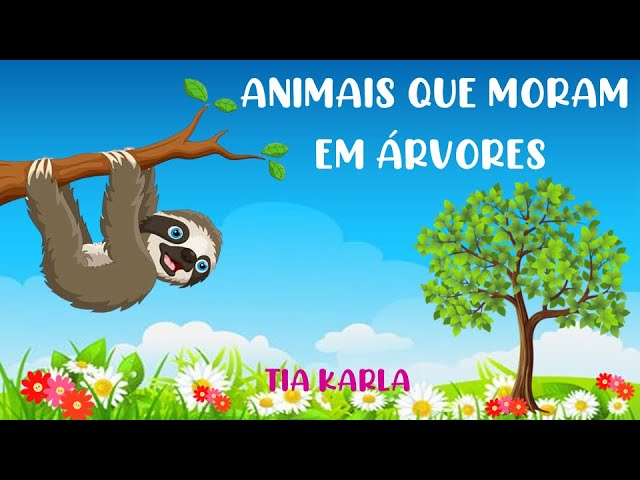 ANIMAIS QUE MORAM
EM ÁRVORES
TIA KARLA